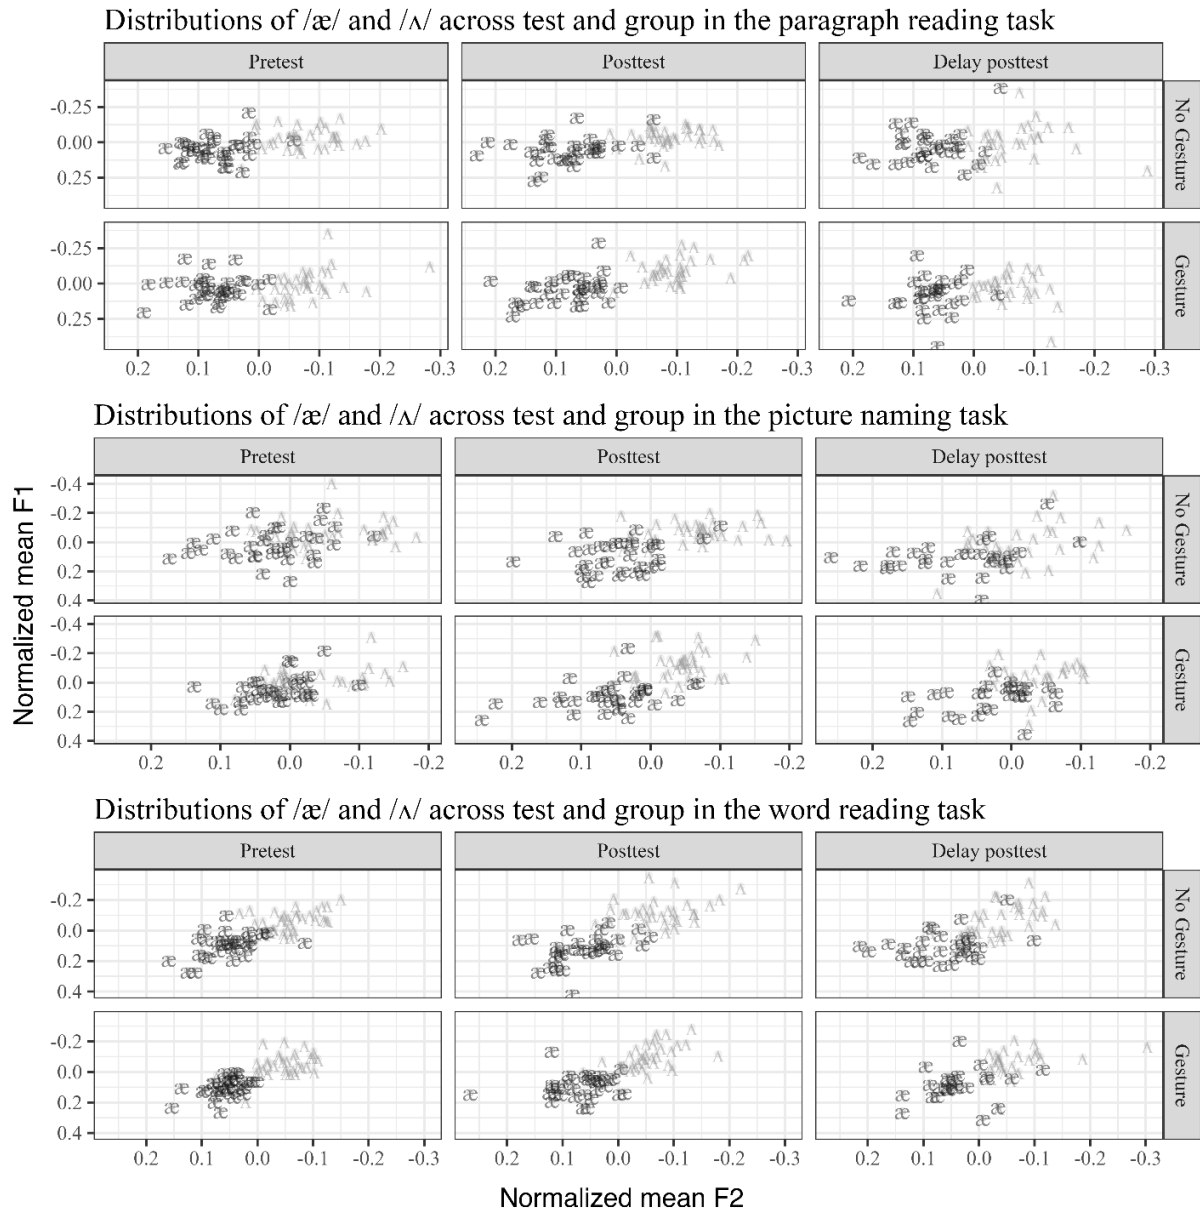 Distributions of /æ/ and /ʌ/ across test and group in the paragraph reading task
Pretest Posttest Delay posttest
-0.25
0.00
0.25
No Gesture
-0.25
0.00
0.25
Gesture
0.2 0.1 0.0 -0.1 -0.2 -0.3 0.2 0.1 0.0 -0.1 -0.2 -0.3 0.2 0.1 0.0 -0.1 -0.2 -0.3
Distributions of /æ/ and /ʌ/ across test and group in the picture naming task
Pretest Posttest Delay posttest
-0.4
-0.2
0.0
0.2
0.4
No Gesture
-0.4
-0.2
0.0
0.2
0.4
Gesture
0.2 0.1 0.0 -0.1 -0.2 0.2 0.1 0.0 -0.1 -0.2 0.2 0.1 0.0 -0.1 -0.2
Normalized mean F1
Distributions of /æ/ and /ʌ/ across test and group in the word reading task
Pretest Posttest Delay posttest
-0.2
0.0
0.2
0.4
No Gesture
-0.2
0.0
0.2
0.4
Gesture
0.2 0.1 0.0 -0.1 -0.2 -0.3 0.2 0.1 0.0 -0.1 -0.2 -0.3 0.2 0.1 0.0 -0.1 -0.2 -0.3
Normalized mean F2